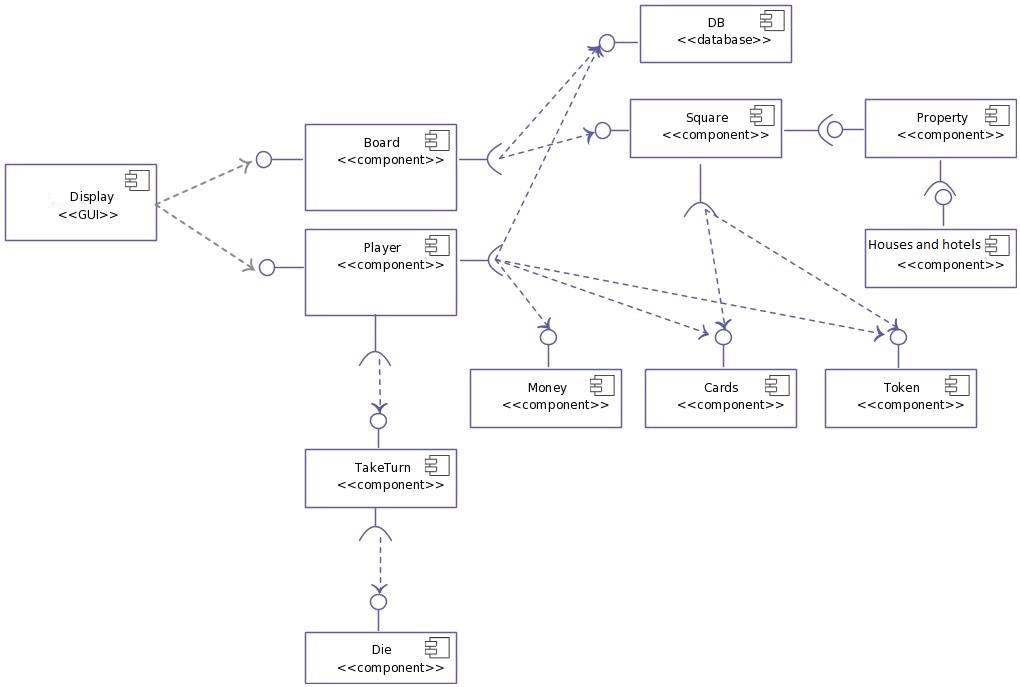 DB
<<database>>
Square
<<component>>
Property
<<component>>
Board
<<component>>
Display
<<GUI>>
Player
<<component>>
Houses and hotels
<<component>>
Money
<<component>>
Cards
<<component>>
Token
<<component>>
TakeTurn
<<component>>
Die
<<component>>